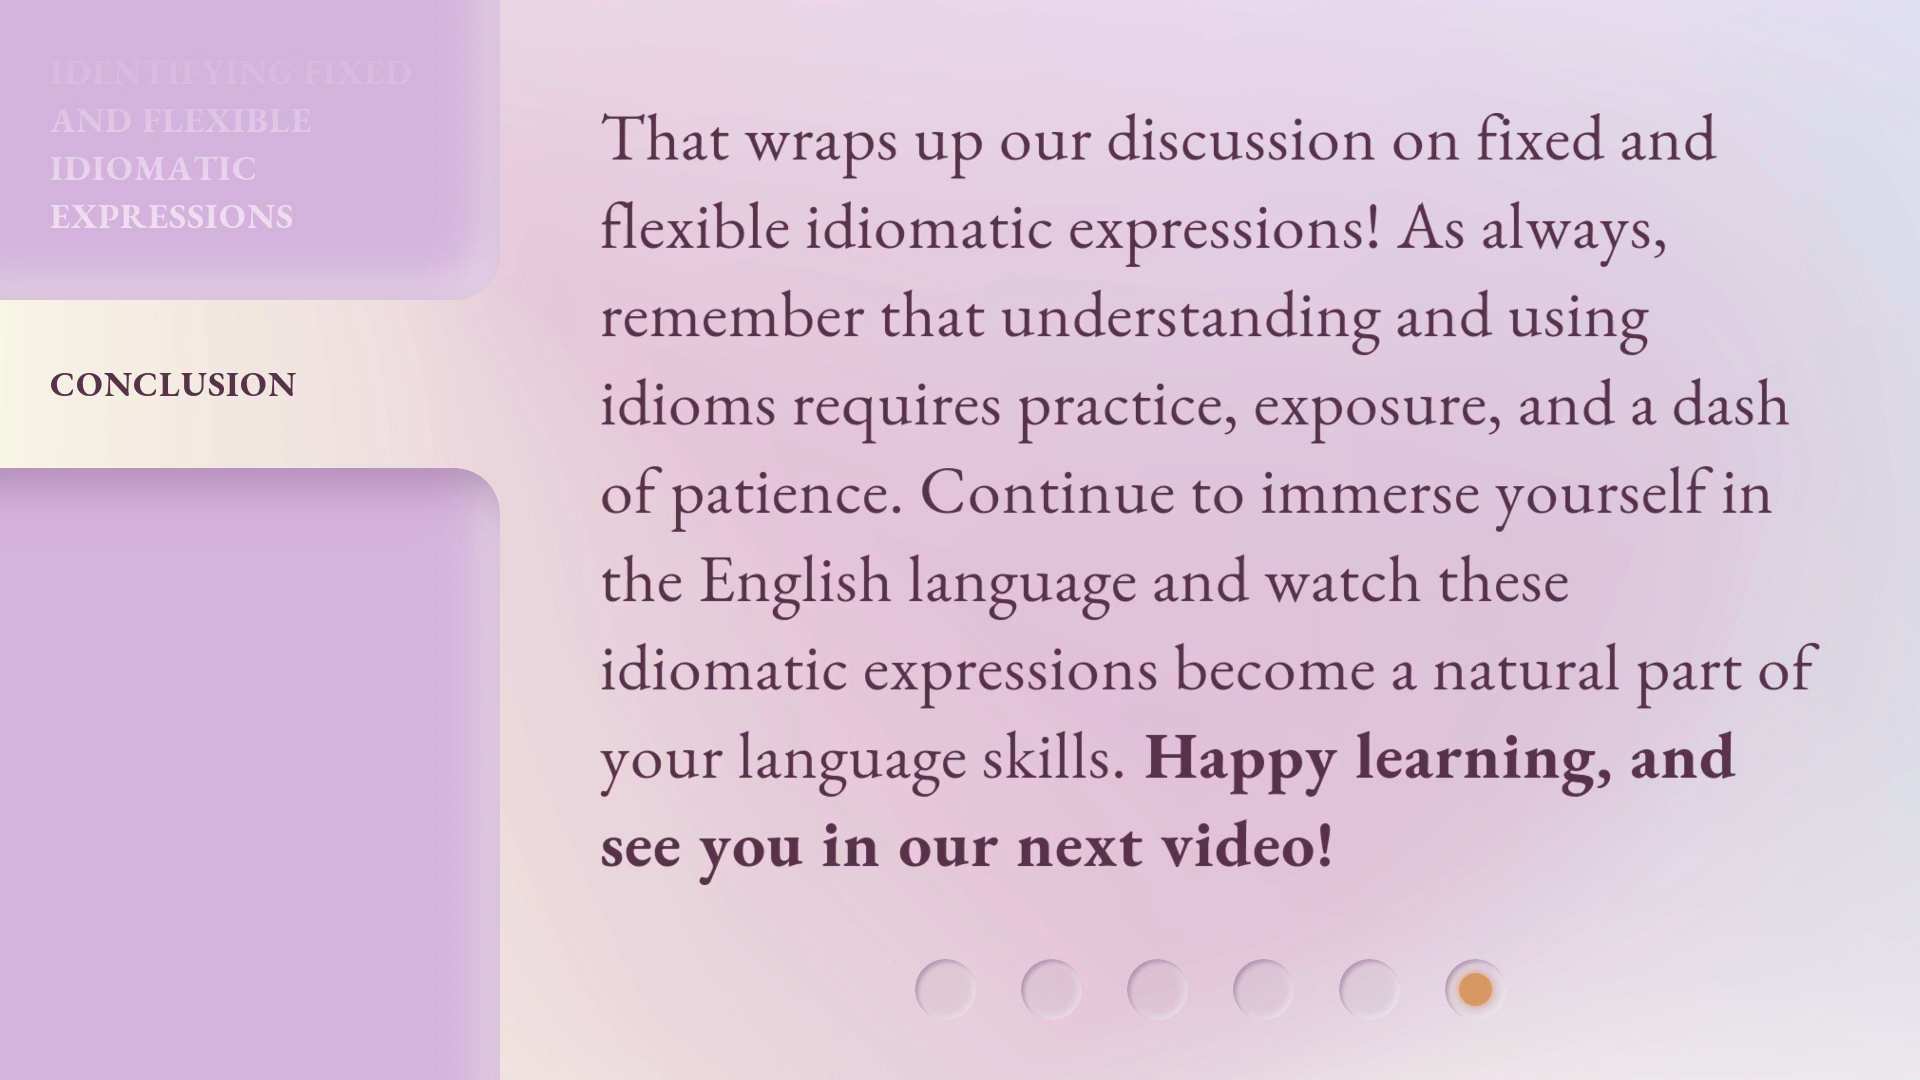 IDENTIFYING FIXED
AND FLEXIBLE
IDIOMATIC
EXPRESSIONS
CONCLUSION
That wraps up our discussion on fixed and
flexible idiomatic expressions! As always,
remember that understanding and using
idioms requires practice, exposure, and a dash
of patience. Continue to immerse yourself in
the English language and watch these
idiomatic expressions become a natural part of
your language skills. Happy learning, and
see you in our next video!